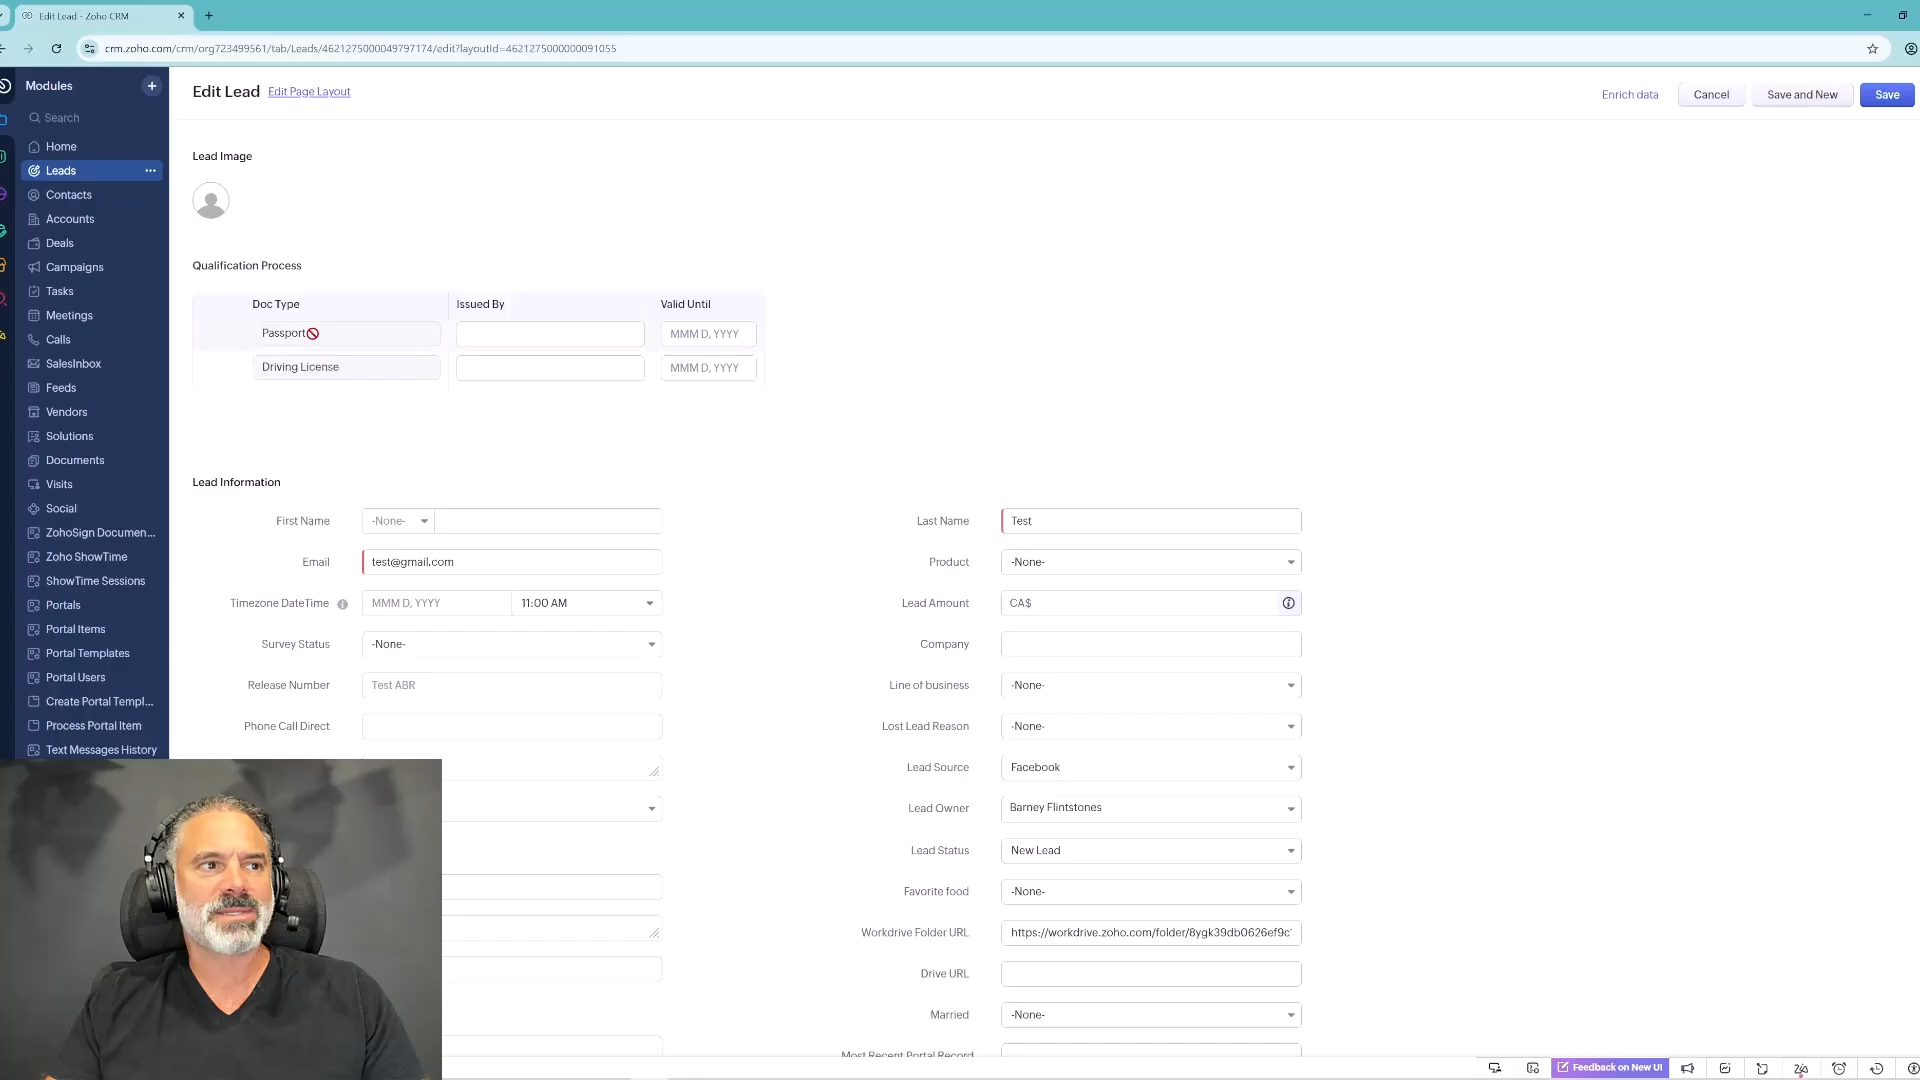 Edit Lead - Zoho CRM
crm.zoho.com/crm/org723499561/tab/Leads/4621275000049797174/edit?layoutId=4621275000000091055
Modules
Search
Home
Leads
Contacts
Accounts
Deals
Campaigns
Tasks
Meetings
Calls
SalesInbox
Feeds
Vendors
Solutions
Documents
Visits
Social
ZohoSign Documen...
Zoho ShowTime
ShowTime Sessions
Portals
Portal Items
Portal Templates
Portal Users
Create Portal Templ...
Process Portal Item
Text Messages History
Edit Lead Edit Page Layout
Enrich data Cancel Save and New Save
Lead Image
Qualification Process
Doc Type Issued By Valid Until
Passport MMM D, YYYY
Driving License MMM D, YYYY
Lead Information
First Name -None- Last Name Test
Email test@gmail.com Product -None-
Timezone DateTime MMM D, YYYY 11:00 AM Lead Amount CA$
Survey Status -None- Company
Release Number Test ABR Line of business -None-
Phone Call Direct Lost Lead Reason -None-
Lead Source Facebook
Lead Owner Barney Flintstones
Lead Status New Lead
Favorite food -None-
Workdrive Folder URL https://workdrive.zoho.com/folder/8ygk39db0626ef9c
Drive URL
Married -None-
Most Recent Portal Record
Feedback on New UI